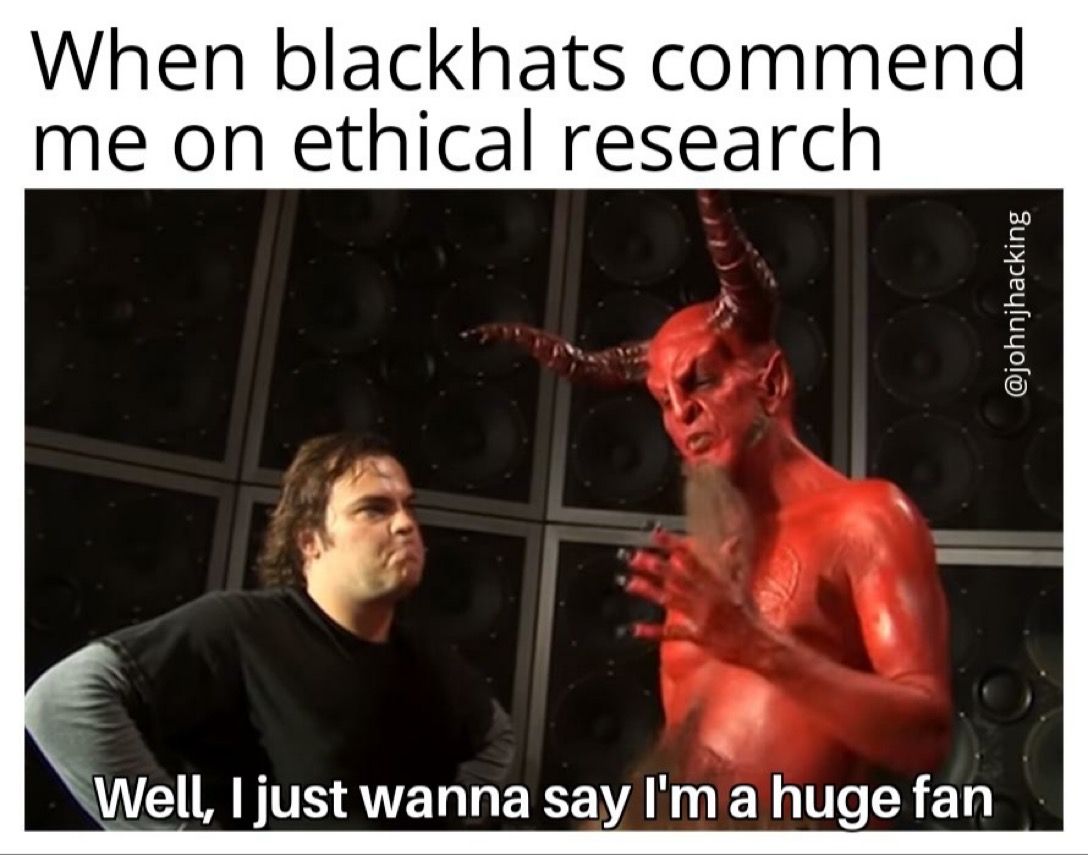 When blackhats commend
me on ethical research
@johnjhacking
Well, I just wanna say I'm a huge fan